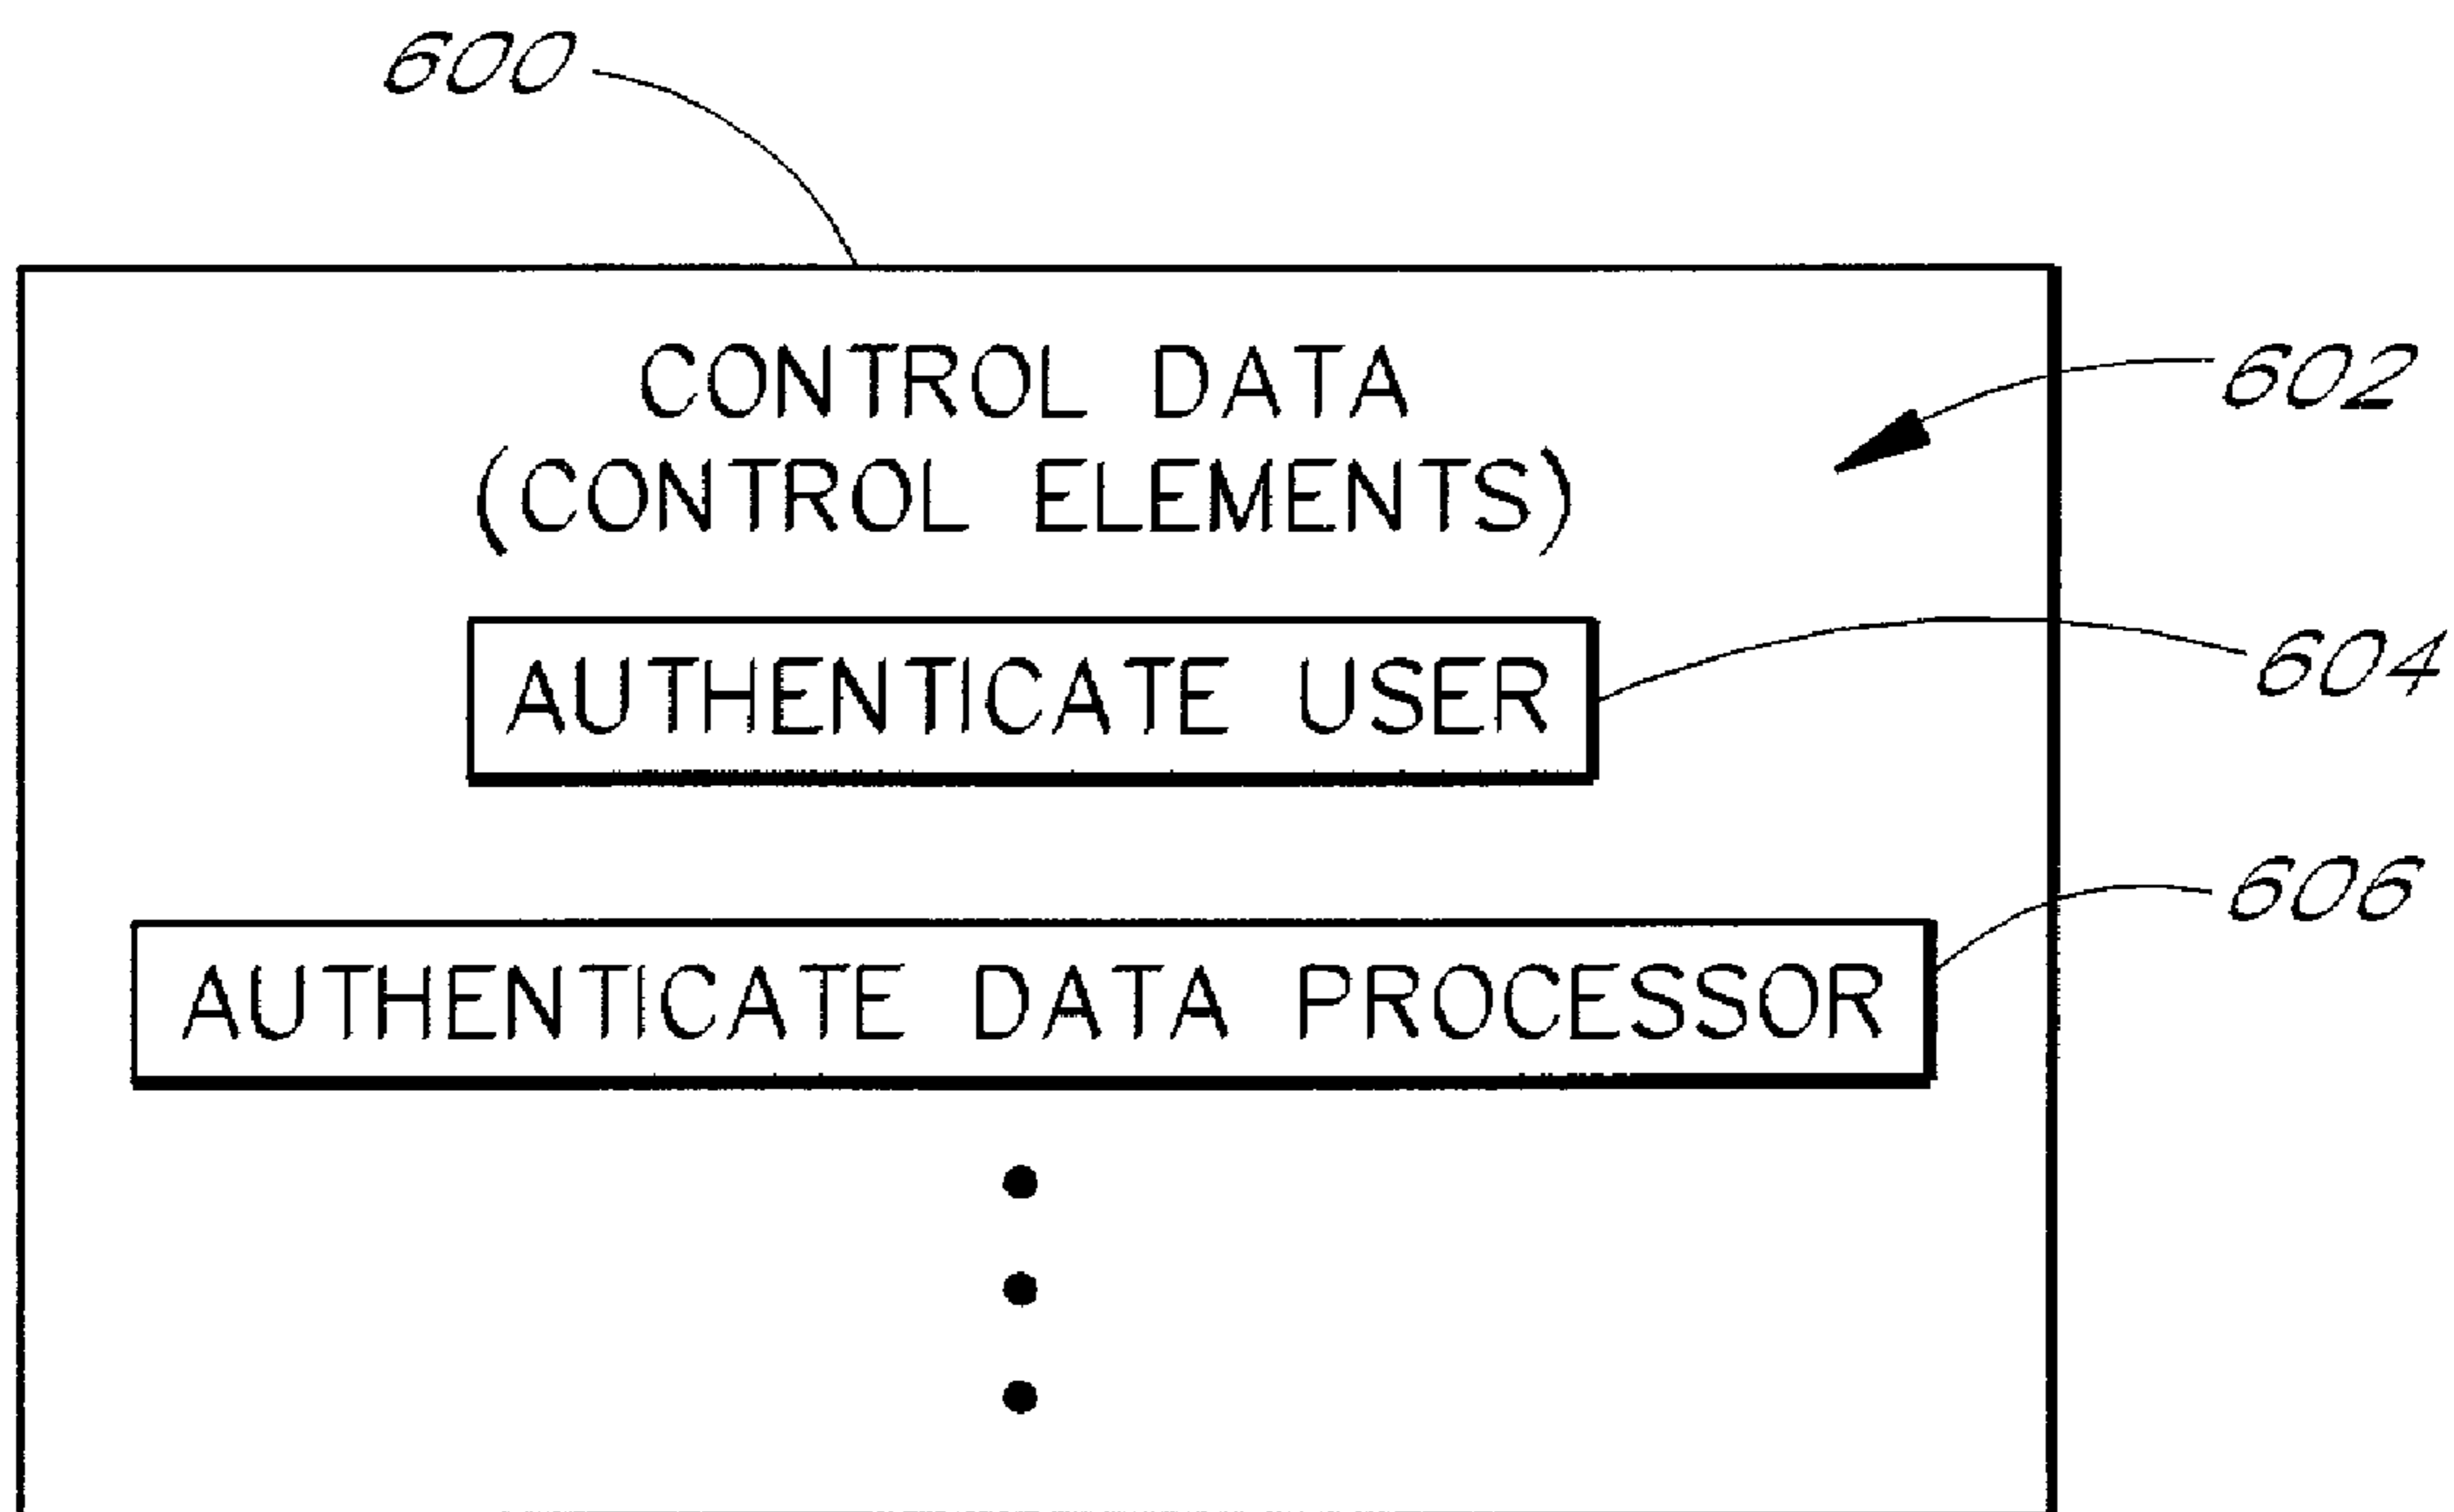 600
CONTROL DATA
602
(CONTROL ELEMENTS)
AUTHENTICATE USER
604
606
AUTHENTICATE DATA PROCESSOR